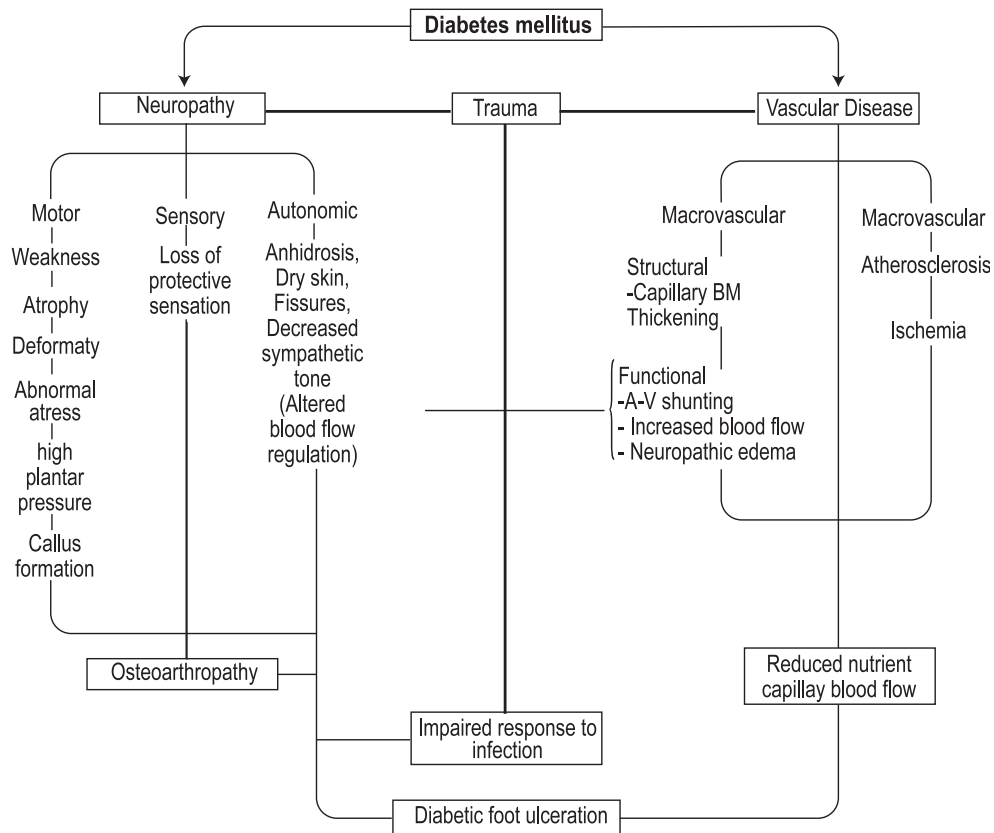 Diabetes mellitus
Neuropathy
Trauma
Vascular Disease
Motor
Weakness
Atrophy
Deformaty
Abnormal
atress
high
plantar
pressure
Callus
formation
Sensory
Loss of
protective
sensation
Autonomic
Anhidrosis,
Dry skin,
Fissures,
Decreased
sympathetic
tone
(Altered
blood flow
regulation)
Macrovascular
Structural
-Capillary BM
Thickening
Functional
-A-V shunting
- Increased blood flow
- Neuropathic edema
Macrovascular
Atherosclerosis
Ischemia
Osteoarthropathy
Reduced nutrient
capillay blood flow
Impaired response to
infection
Diabetic foot ulceration